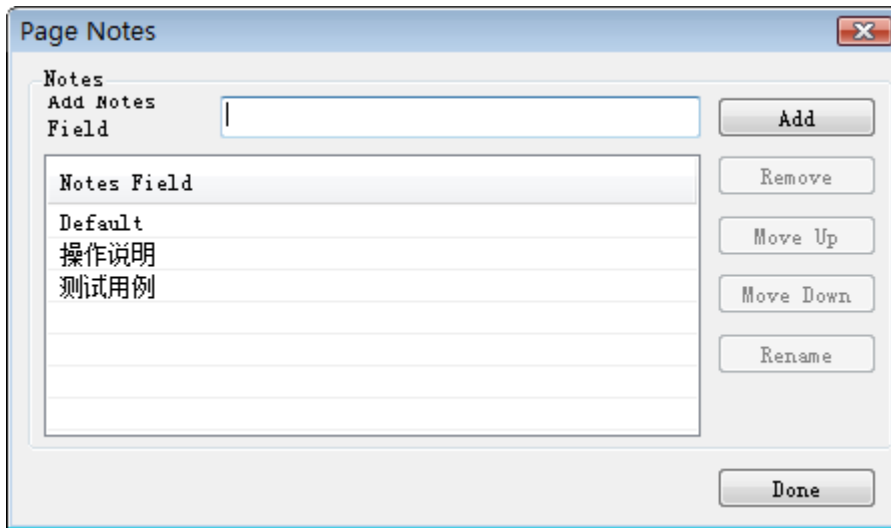 Page Notes
Notes
Add Notes
Field
Add
Notes Field
Remove
Default
操作说明
Move Up
测试用例
Move Down
Rename
Done